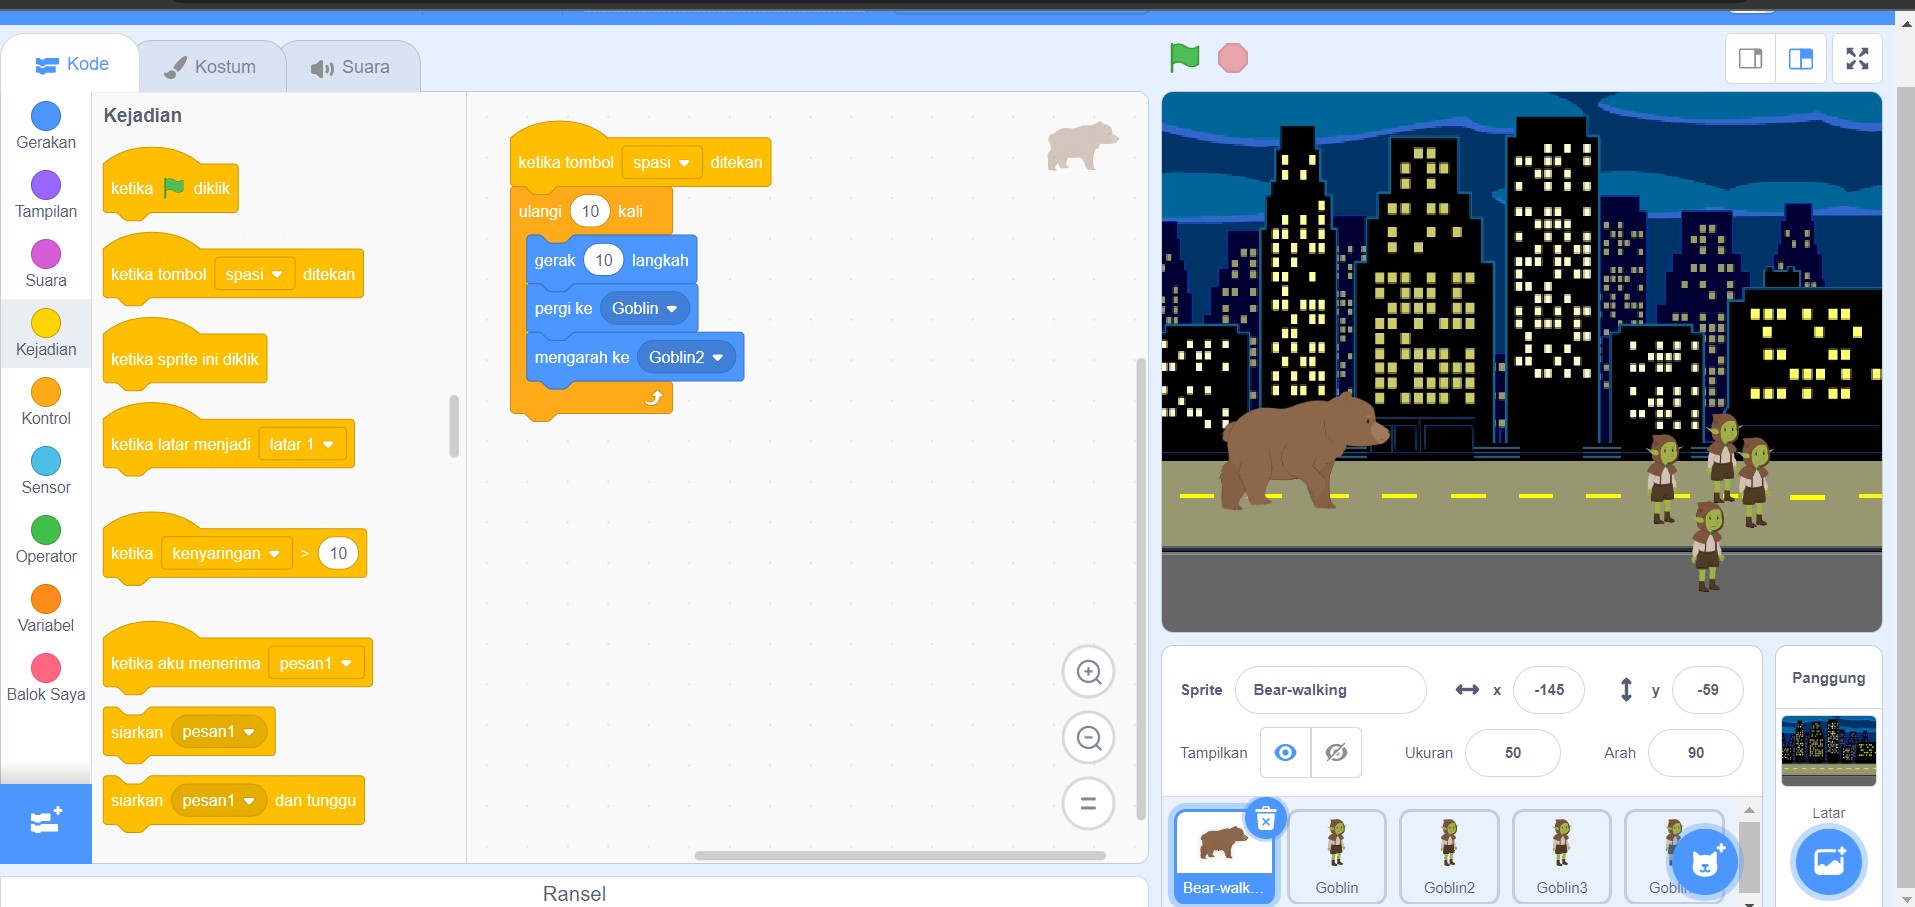 Kode
Kostum
Suara
Gerakan
Tampilan
Suara
Kejadian
Kontrol
Sensor
Operator
Variabel
Balok Saya
Kejadian
ketika diklik
ketika tombol spasi ditekan
ketika sprite ini diklik
ketika latar menjadi latar 1
ketika kenyaringan > 10
ketika aku menerima pesan1
siarkan pesan1
siarkan pesan1 dan tunggu
ketika tombol spasi ditekan
ulangi 10 kali
gerak 10 langkah
pergi ke Goblin
mengarah ke Goblin2
Ransel
Sprite Bear-walking x -145 y -59
Tampilkan Ukuran 50 Arah 90
Bear-walk...
Goblin
Goblin2
Goblin3
Panggung
Latar